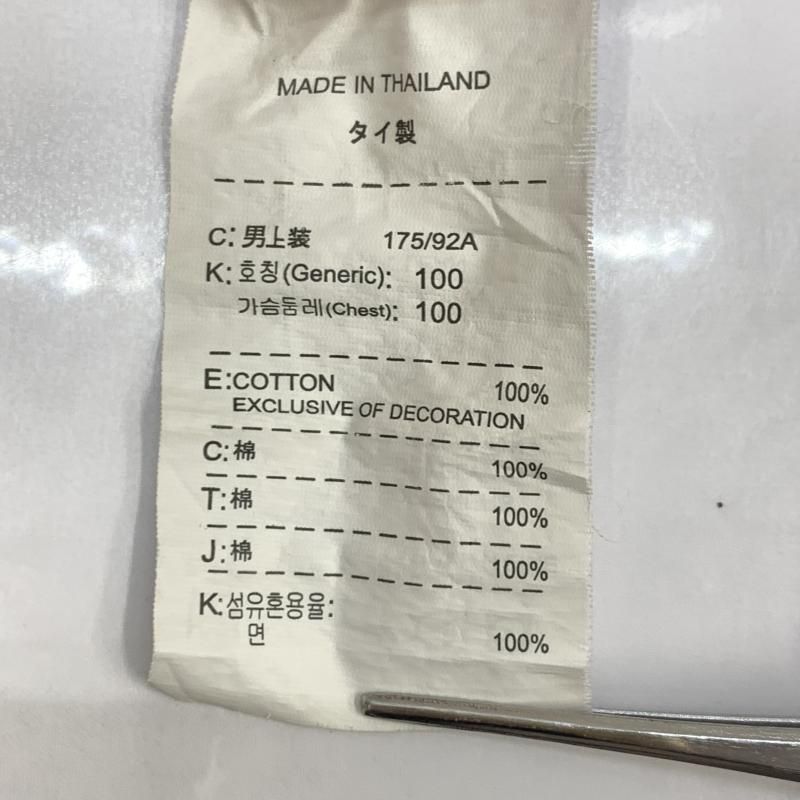 MADE IN THAILAND
タイ製
C: 男上装 175/92A
K: 호칭(Generic): 100
가슴둘레(Chest): 100
E:COTTON 100%
EXCLUSIVE OF DECORATION
C:棉 100%
T:棉 100%
J:棉 100%
K:섬유혼용율:
면 100%